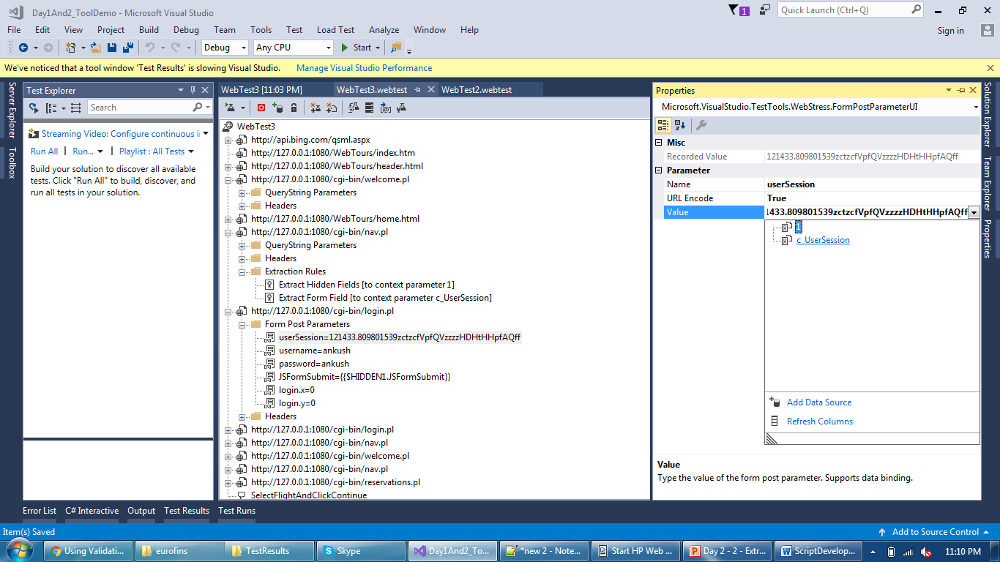 Day1And2_ToolDemo - Microsoft Visual Studio
1
Quick Launch (Ctrl+Q)
File Edit View Project Build Debug Team Tools Test Load Test Analyze Window Help
Sign in
Debug Any CPU Start
We've noticed that a tool window 'Test Results' is slowing Visual Studio. Manage Visual Studio Performance
Server Explorer
Toolbox
Test Explorer
Search
Streaming Video: Configure continuous i
Run All Run... Playlist : All Tests
Build your solution to discover all available
tests. Click "Run All" to build, discover, and
run all tests in your solution.
WebTest3 [11:03 PM] WebTest3.webtest WebTest2.webtest
WebTest3
http://api.bing.com/qsml.aspx
http://127.0.0.1:1080/WebTours/index.htm
http://127.0.0.1:1080/WebTours/header.html
http://127.0.0.1:1080/cgi-bin/welcome.pl
QueryString Parameters
Headers
http://127.0.0.1:1080/WebTours/home.html
http://127.0.0.1:1080/cgi-bin/nav.pl
QueryString Parameters
Headers
Extraction Rules
Extract Hidden Fields [to context parameter 1]
Extract Form Field [to context parameter c_UserSession]
http://127.0.0.1:1080/cgi-bin/login.pl
Form Post Parameters
userSession=121433.809801539zctzcfVpfQVzzzzHDHtHHpfAQff
username=ankush
password=ankush
JSFormSubmit={{$HIDDEN1.JSFormSubmit}}
login.x=0
login.y=0
Headers
http://127.0.0.1:1080/cgi-bin/login.pl
http://127.0.0.1:1080/cgi-bin/nav.pl
http://127.0.0.1:1080/cgi-bin/welcome.pl
http://127.0.0.1:1080/cgi-bin/nav.pl
http://127.0.0.1:1080/cgi-bin/reservations.pl
SelectFlightAndClickContinue
Properties
Microsoft.VisualStudio.TestTools.WebStress.FormPostParameterUI
Misc
Recorded Value 121433.809801539zctzcfVpfQVzzzzHDHtHHpfAQff
Parameter
Name userSession
URL Encode True
Value 1433.809801539zctzcfVpfQVzzzzHDHtHHpfAQff
1
c_UserSession
Add Data Source
Refresh Columns
Value
Type the value of the form post parameter. Supports data binding.
Solution Explorer
Team Explorer
Properties
Error List C# Interactive Output Test Results Test Runs
Item(s) Saved
Add to Source Control
Using Validati... eurofins TestResults Skype Day1And2_To... *new 2 - Note... Start HP Web ... Day 2 - 2 - Extr... ScriptDevelop... 11:10 PM